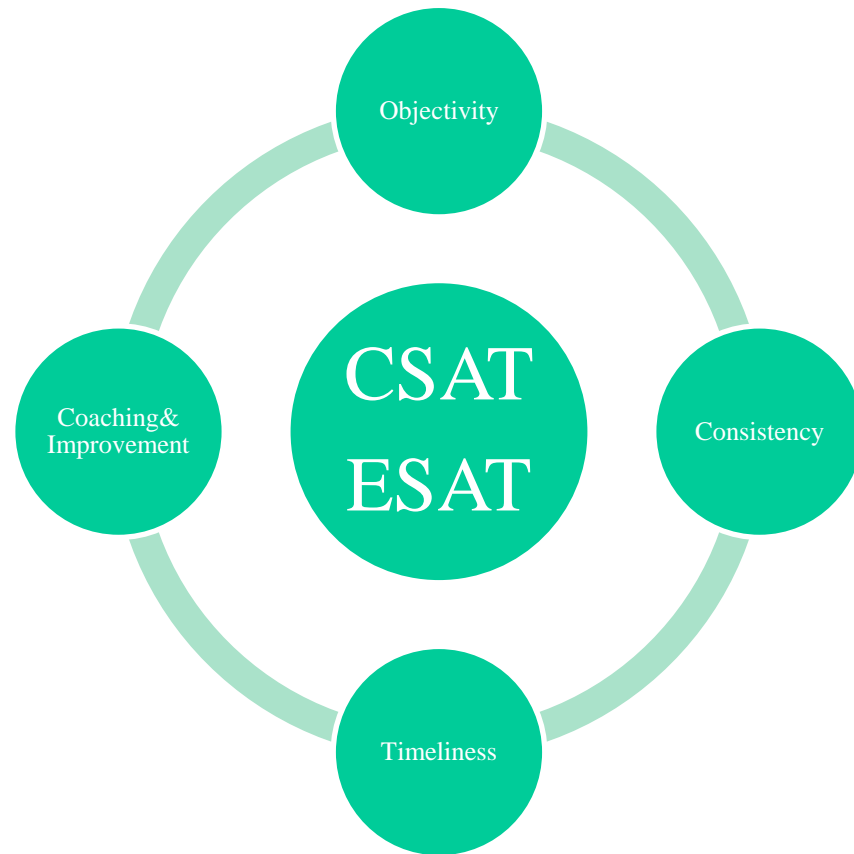 Objectivity
CSAT
ESAT
Coaching&
Improvement
Consistency
Timeliness